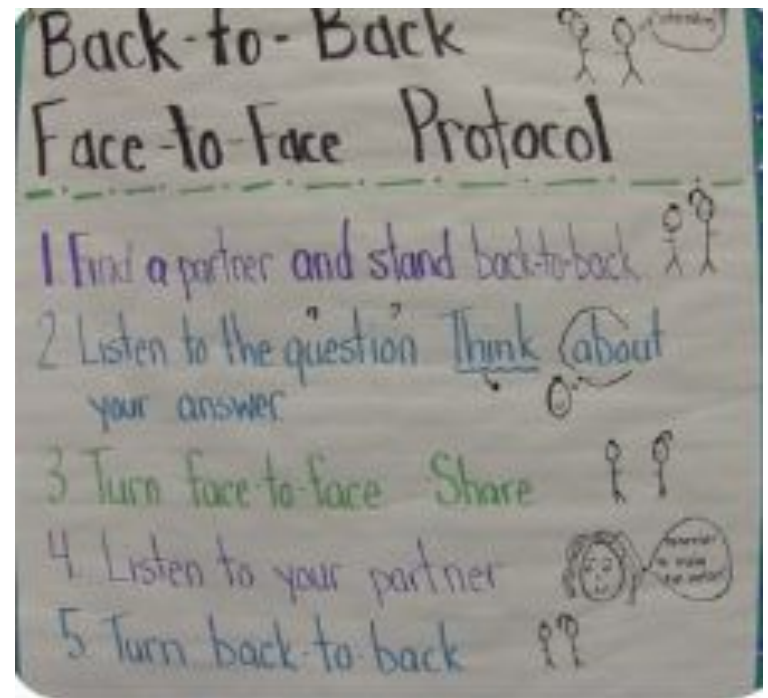 Back-to-Back
Face-to-Face Protocol
1. Find a partner and stand back-to-back
2 Listen to the "question" Think about
your answer
3 Turn face-to-face Share
4. Listen to your partner
5 Turn back-to-back